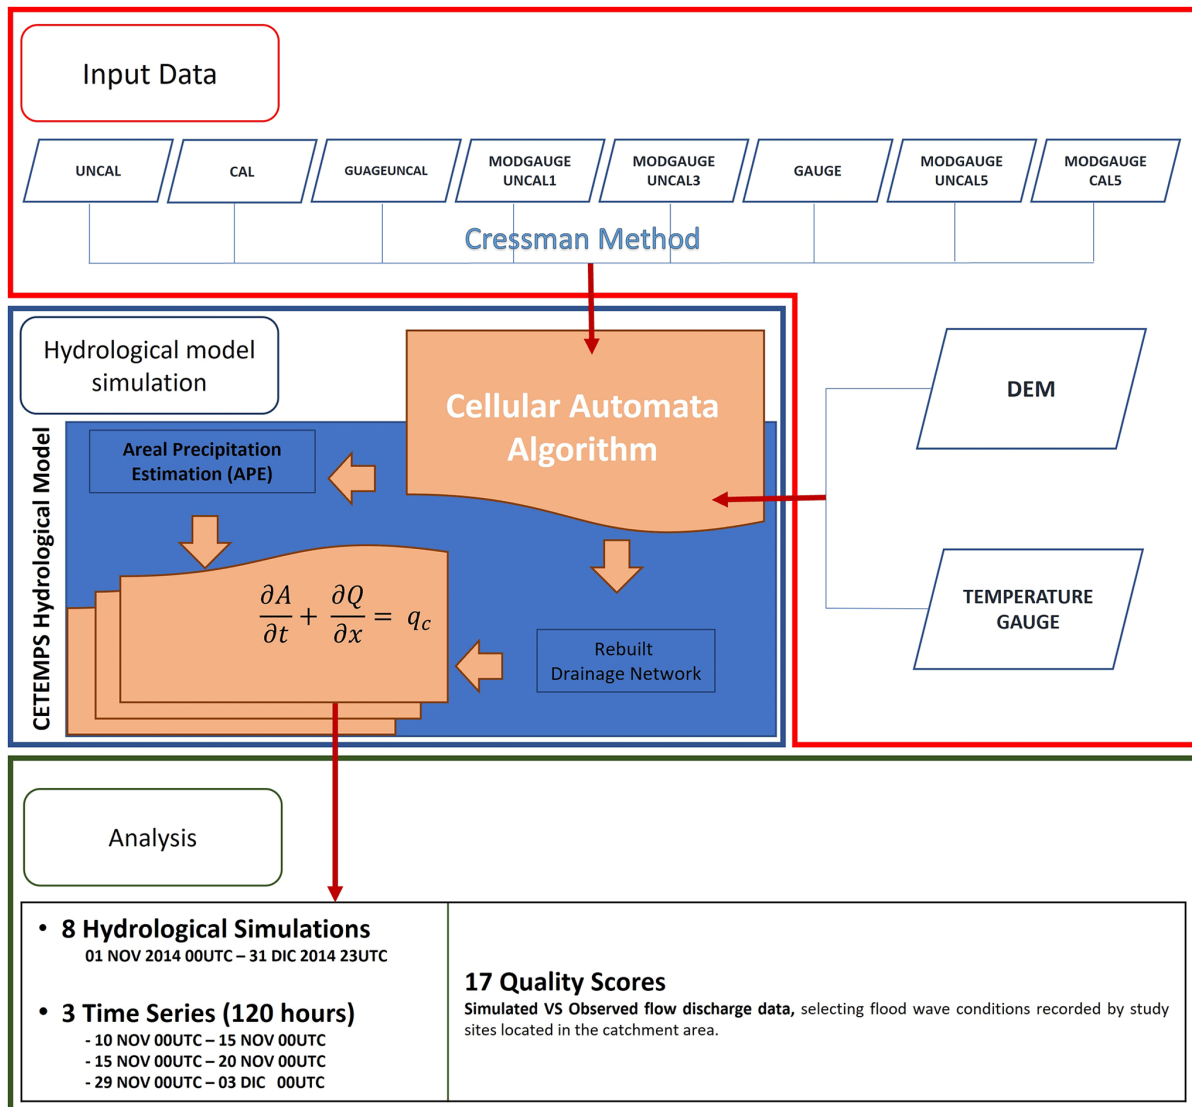 Input Data
UNCAL
CAL
GUAGEUNCAL
MODGAUGE
UNCAL1
MODGAUGE
UNCAL3
GAUGE
MODGAUGE
UNCAL5
MODGAUGE
CAL5
Cressman Method
Hydrological model
simulation
Cellular Automata
Algorithm
DEM
CETEMPS Hydrological Model
Areal Precipitation
Estimation (APE)
∂A/∂t + ∂Q/∂x = q_c
Rebuilt
Drainage Network
TEMPERATURE
GAUGE
Analysis
• 8 Hydrological Simulations
01 NOV 2014 00UTC – 31 DIC 2014 23UTC
• 3 Time Series (120 hours)
- 10 NOV 00UTC – 15 NOV 00UTC
- 15 NOV 00UTC – 20 NOV 00UTC
- 29 NOV 00UTC – 03 DIC 00UTC
17 Quality Scores
Simulated VS Observed flow discharge data, selecting flood wave conditions recorded by study
sites located in the catchment area.